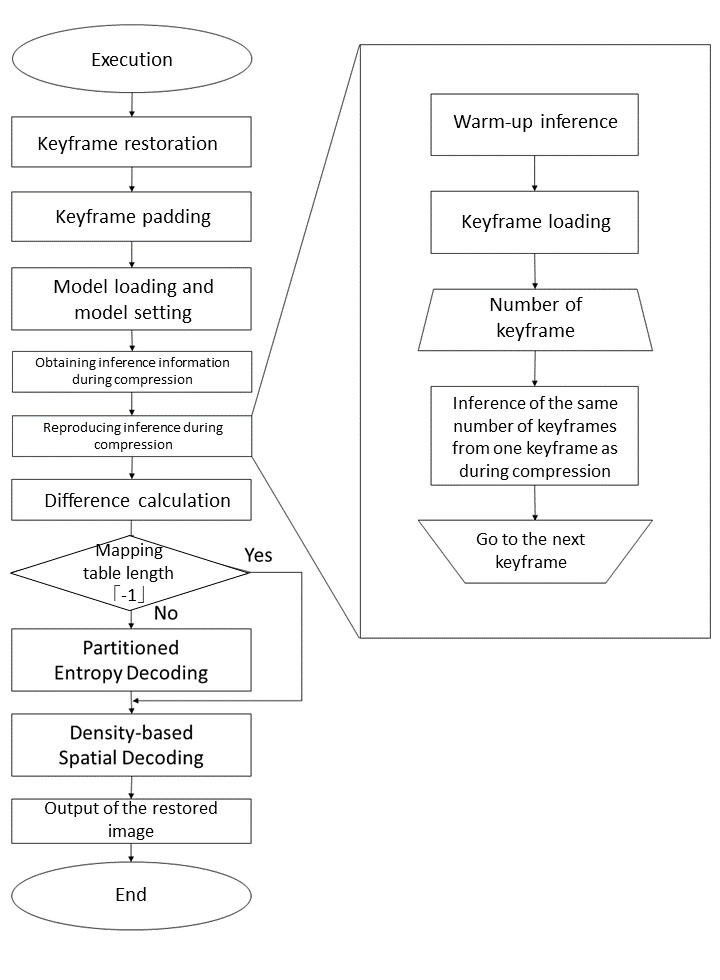 Execution
Keyframe restoration
Keyframe padding
Model loading and
model setting
Obtaining inference information
during compression
Reproducing inference during
compression
Difference calculation
Mapping
table length
「-1」
Yes
No
Partitioned
Entropy Decoding
Density-based
Spatial Decoding
Output of the restored
image
End
Warm-up inference
Keyframe loading
Number of
keyframe
Inference of the same
number of keyframes
from one keyframe as
during compression
Go to the next
keyframe